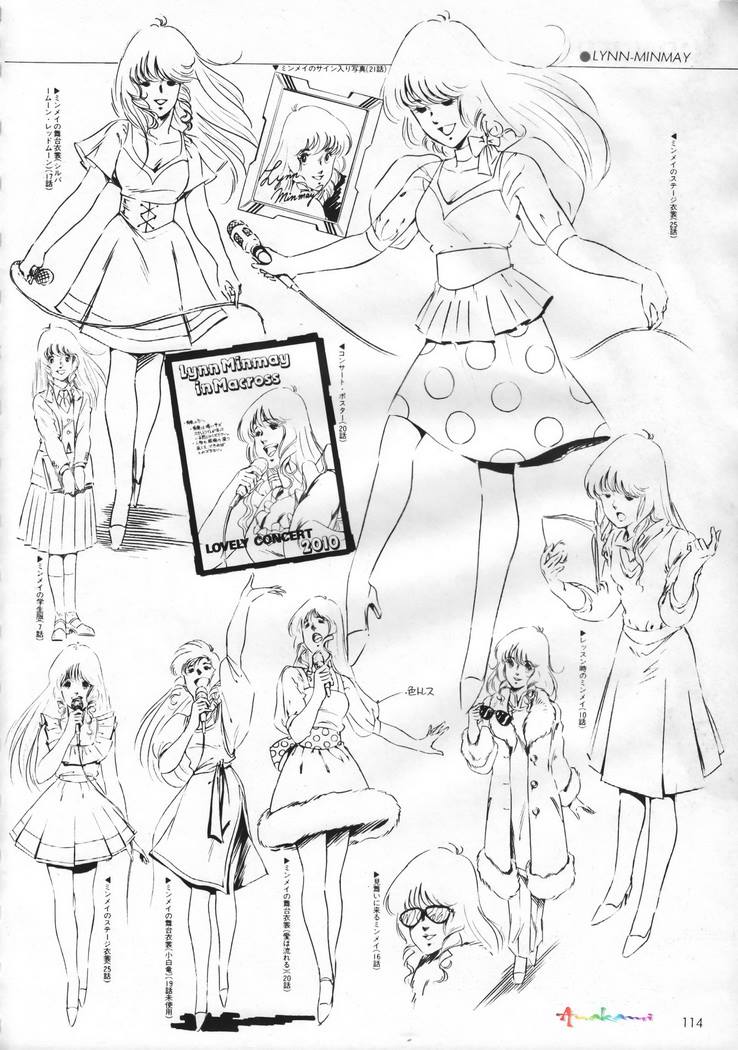 ●LYNN-MINMAY
▼ミンメイのサイン入り写真(21話)
▶ミンメイの舞台衣裳(シルバ
ームーン・レッドムーン)(17話)
Lynn
Minmay
◀ミンメイのステージ衣裳(25話)
◀コンサート・ポスター(20話)
Lynn Minmay
in Macross
LOVELY CONCERT
2010
▶ミンメイの学生服(7話)
・色トレス
▶レッスン時のミンメイ(10話)
◀ミンメイのステージ衣裳(25話)
▶ミンメイの舞台衣裳(小白竜)(19話未使用)
▶ミンメイの舞台衣裳(愛は流れる)(20話)
▶見舞いに来るミンメイ(16話)
Anakami
114